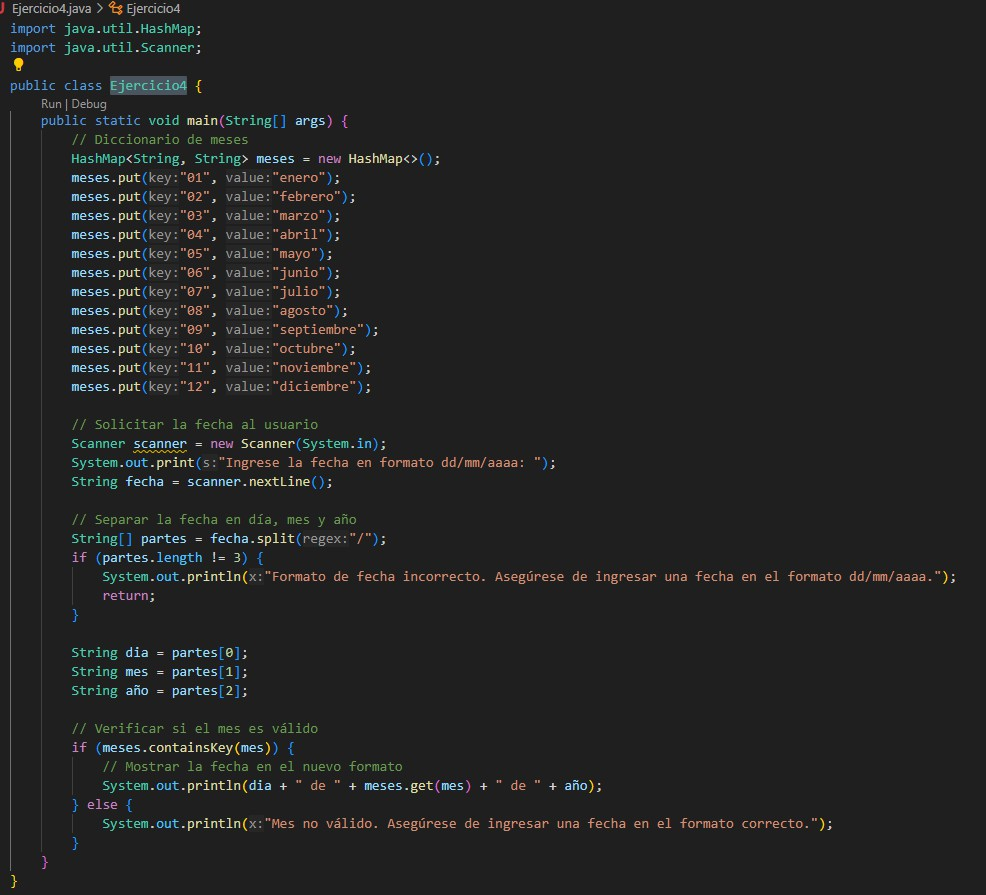 Ejercicio4.java > Ejercicio4
import java.util.HashMap;
import java.util.Scanner;
public class Ejercicio4 {
Run | Debug
public static void main(String[] args) {
// Diccionario de meses
HashMap<String, String> meses = new HashMap<>();
meses.put(key:"01", value:"enero");
meses.put(key:"02", value:"febrero");
meses.put(key:"03", value:"marzo");
meses.put(key:"04", value:"abril");
meses.put(key:"05", value:"mayo");
meses.put(key:"06", value:"junio");
meses.put(key:"07", value:"julio");
meses.put(key:"08", value:"agosto");
meses.put(key:"09", value:"septiembre");
meses.put(key:"10", value:"octubre");
meses.put(key:"11", value:"noviembre");
meses.put(key:"12", value:"diciembre");
// Solicitar la fecha al usuario
Scanner scanner = new Scanner(System.in);
System.out.print(s:"Ingrese la fecha en formato dd/mm/aaaa: ");
String fecha = scanner.nextLine();
// Separar la fecha en día, mes y año
String[] partes = fecha.split(regex:"/");
if (partes.length != 3) {
System.out.println(x:"Formato de fecha incorrecto. Asegúrese de ingresar una fecha en el formato dd/mm/aaaa.");
return;
}
String dia = partes[0];
String mes = partes[1];
String año = partes[2];
// Verificar si el mes es válido
if (meses.containsKey(mes)) {
// Mostrar la fecha en el nuevo formato
System.out.println(dia + " de " + meses.get(mes) + " de " + año);
} else {
System.out.println(x:"Mes no válido. Asegúrese de ingresar una fecha en el formato correcto.");
}
}
}